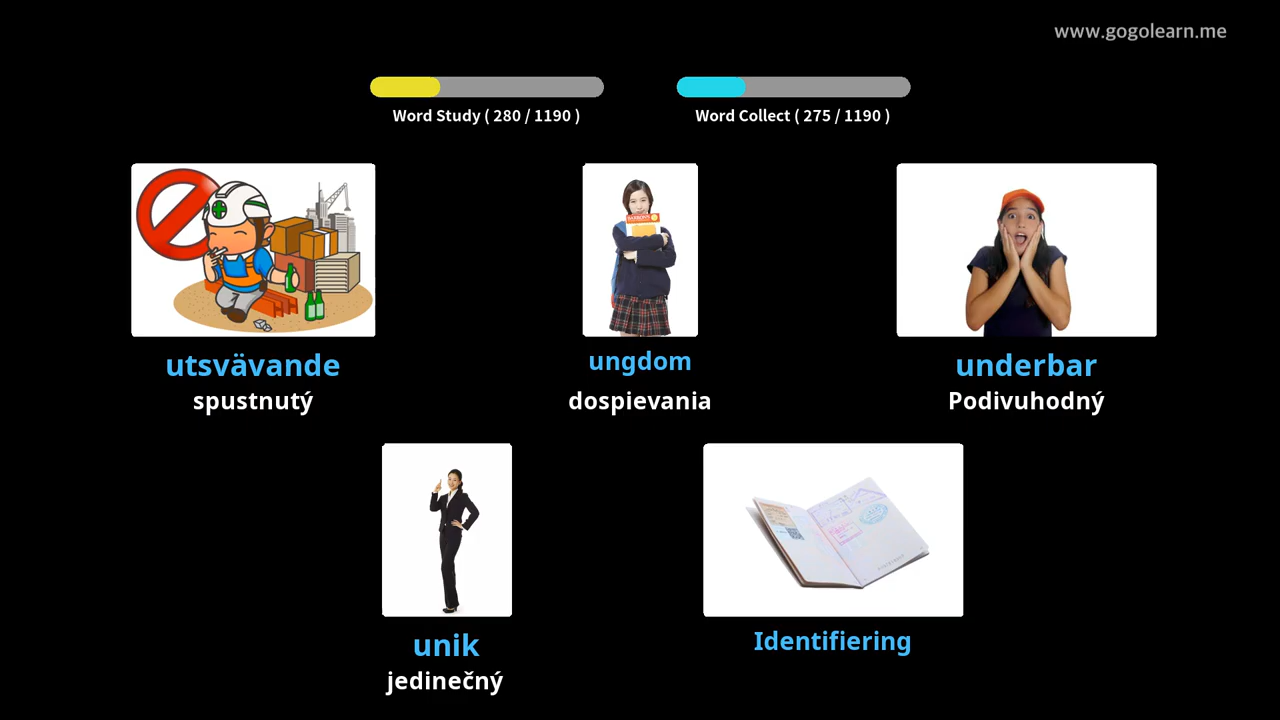 www.gogolearn.me
Word Study ( 280 / 1190 )
Word Collect ( 275 / 1190 )
utsvävande
spustnutý
ungdom
dospievania
underbar
Podivuhodný
unik
jedinečný
Identifiering